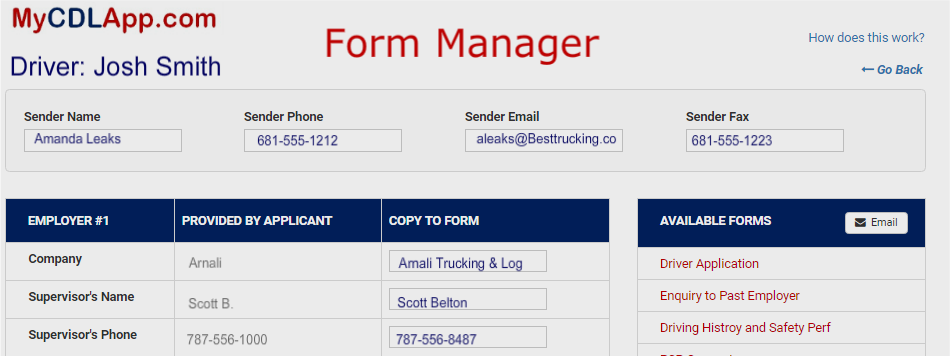 MyCDLApp.com
Form Manager
How does this work?
Driver: Josh Smith
← Go Back
Sender Name Sender Phone Sender Email Sender Fax
Amanda Leaks 681-555-1212 aleaks@Besttrucking.co 681-555-1223
EMPLOYER #1 PROVIDED BY APPLICANT COPY TO FORM
Company Arnali Amali Trucking & Log
Supervisor's Name Scott B. Scott Belton
Supervisor's Phone 787-556-1000 787-556-8487
AVAILABLE FORMS Email
Driver Application
Enquiry to Past Employer
Driving Histroy and Safety Perf